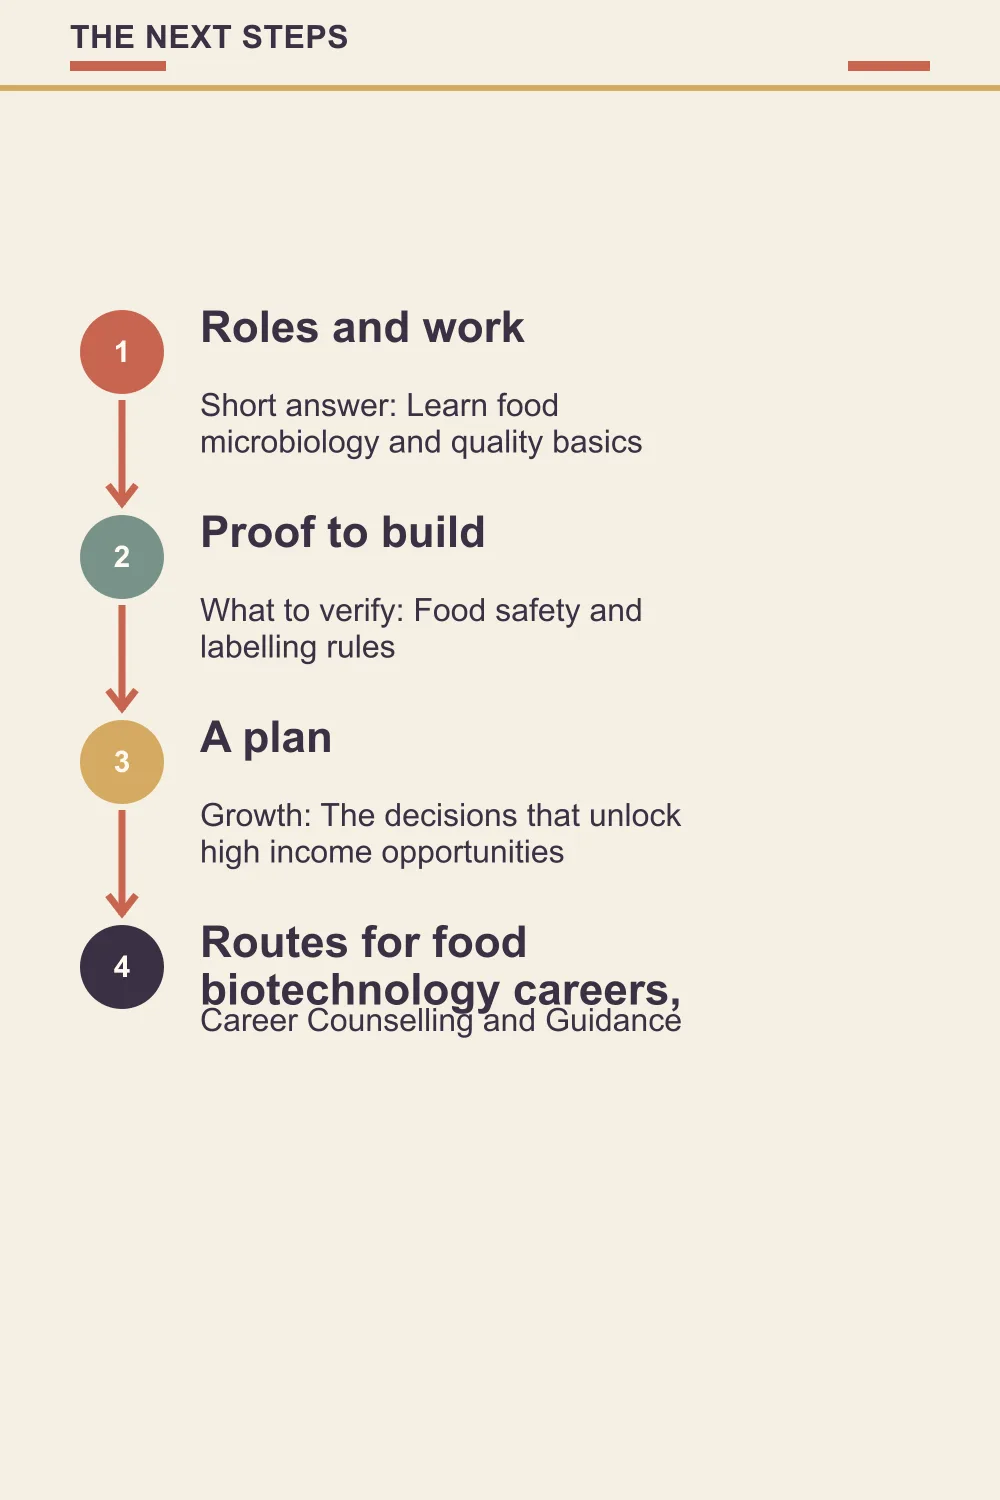 THE NEXT STEPS
1
Roles and work
Short answer: Learn food
microbiology and quality basics
2
Proof to build
What to verify: Food safety and
labelling rules
3
A plan
Growth: The decisions that unlock
high income opportunities
4
Routes for food
biotechnology careers,
Career Counselling and Guidance